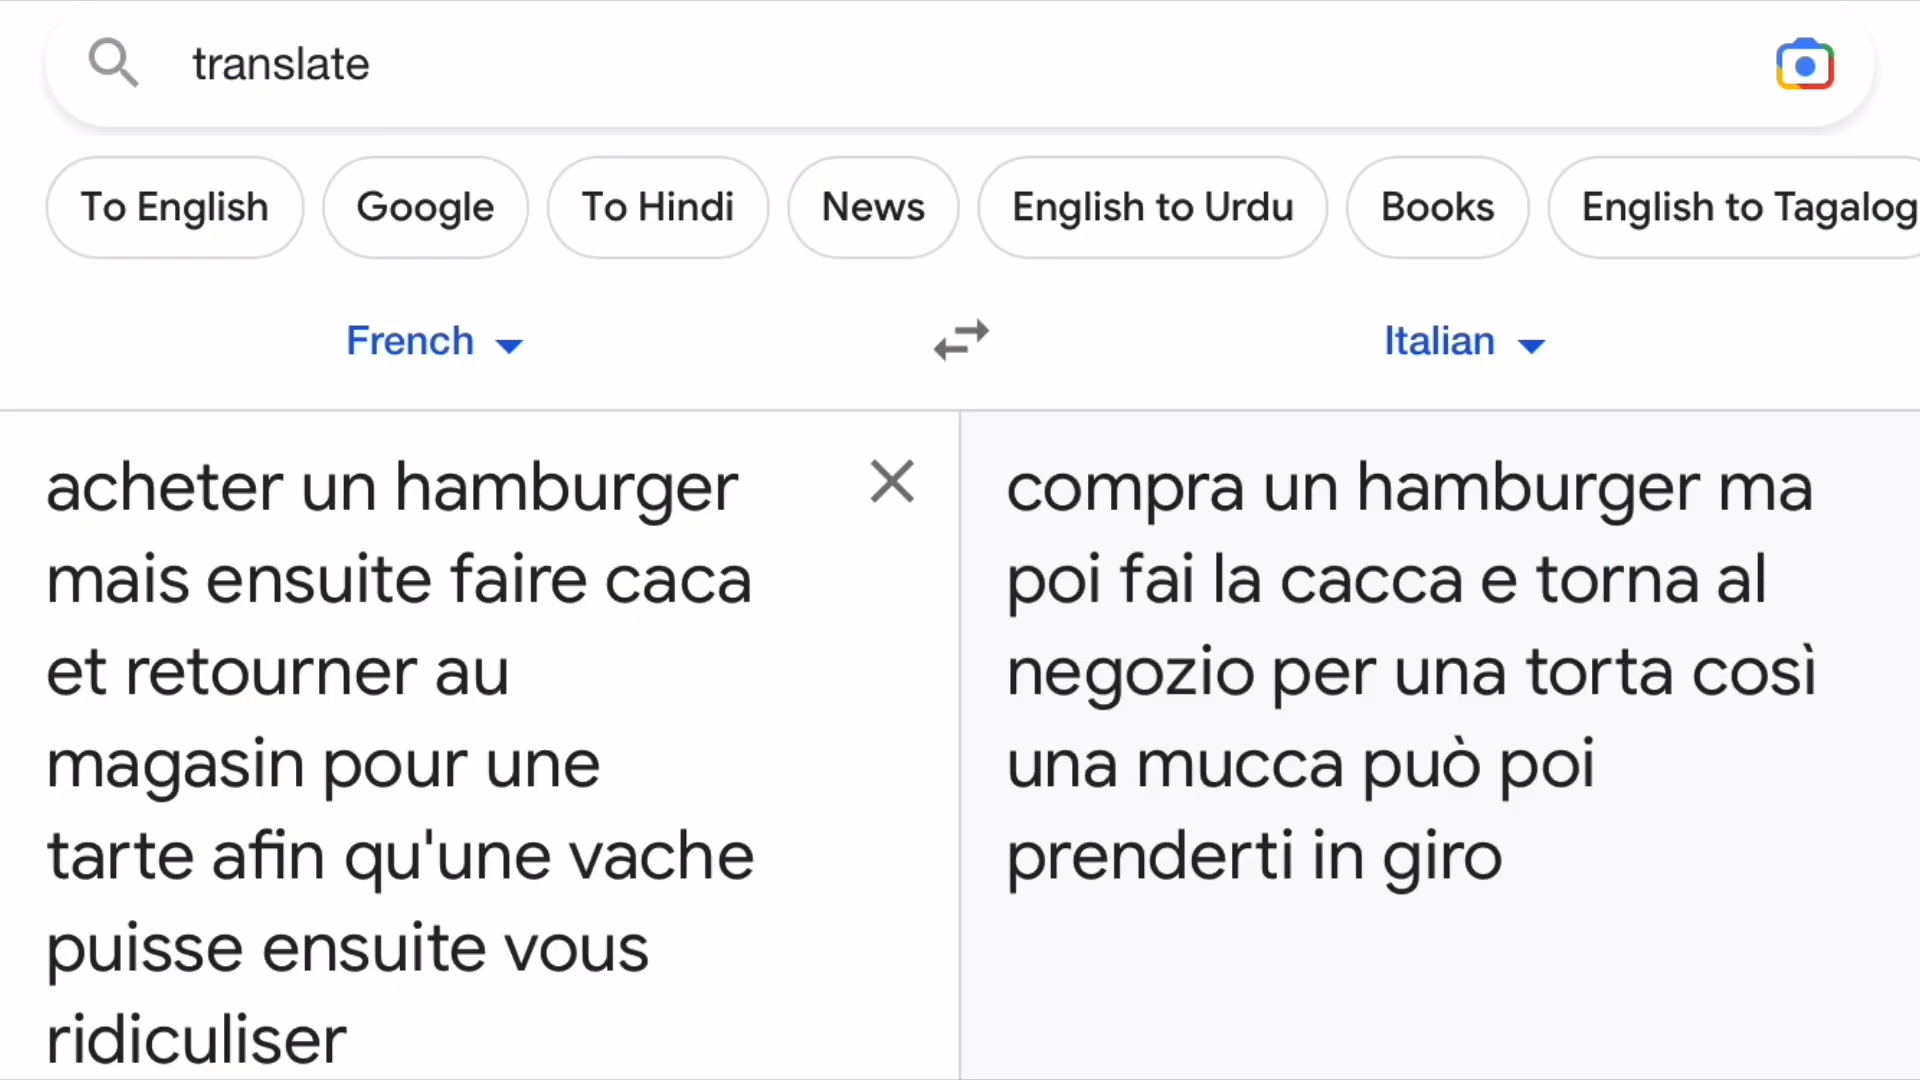 translate
To English
Google
To Hindi
News
English to Urdu
Books
English to Tagalog
French
Italian
acheter un hamburger
mais ensuite faire caca
et retourner au
magasin pour une
tarte afin qu'une vache
puisse ensuite vous
ridiculiser
compra un hamburger ma
poi fai la cacca e torna al
negozio per una torta così
una mucca può poi
prenderti in giro